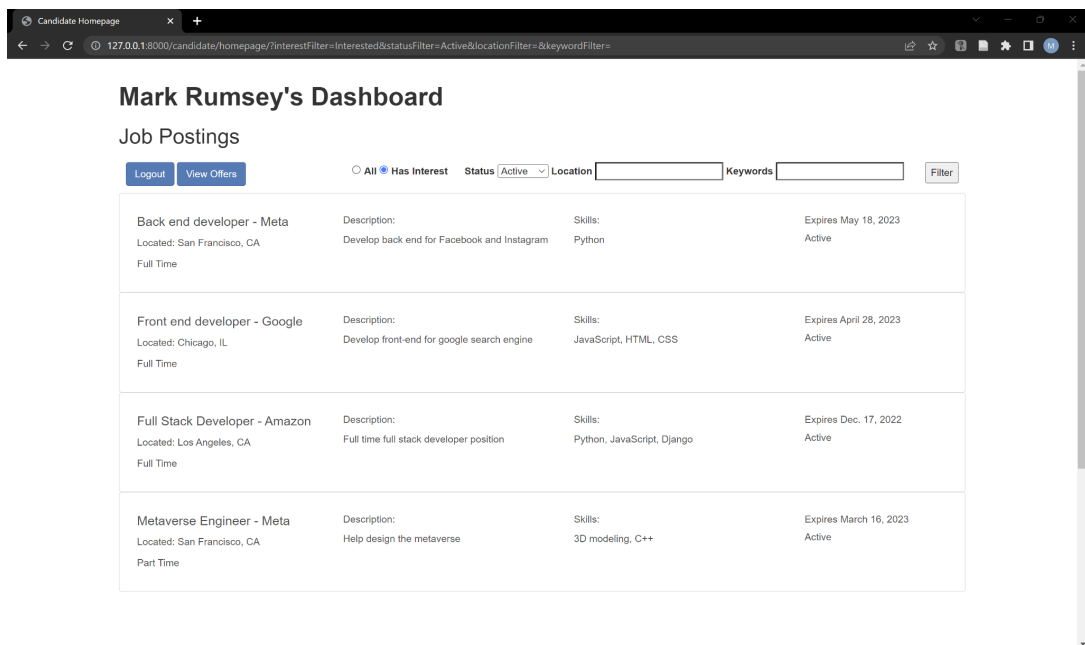 Candidate Homepage
127.0.0.1:8000/candidate/homepage/?interestFilter=Interested&statusFilter=Active&locationFilter=&keywordFilter=
M
Mark Rumsey's Dashboard
Job Postings
Logout View Offers All Has Interest Status Active Location Keywords Filter
Back end developer - Meta Description: Skills: Expires May 18, 2023
Located: San Francisco, CA Develop back end for Facebook and Instagram Python Active
Full Time
Front end developer - Google Description: Skills: Expires April 28, 2023
Located: Chicago, IL Develop front-end for google search engine JavaScript, HTML, CSS Active
Full Time
Full Stack Developer - Amazon Description: Skills: Expires Dec. 17, 2022
Located: Los Angeles, CA Full time full stack developer position Python, JavaScript, Django Active
Full Time
Metaverse Engineer - Meta Description: Skills: Expires March 16, 2023
Located: San Francisco, CA Help design the metaverse 3D modeling, C++ Active
Part Time